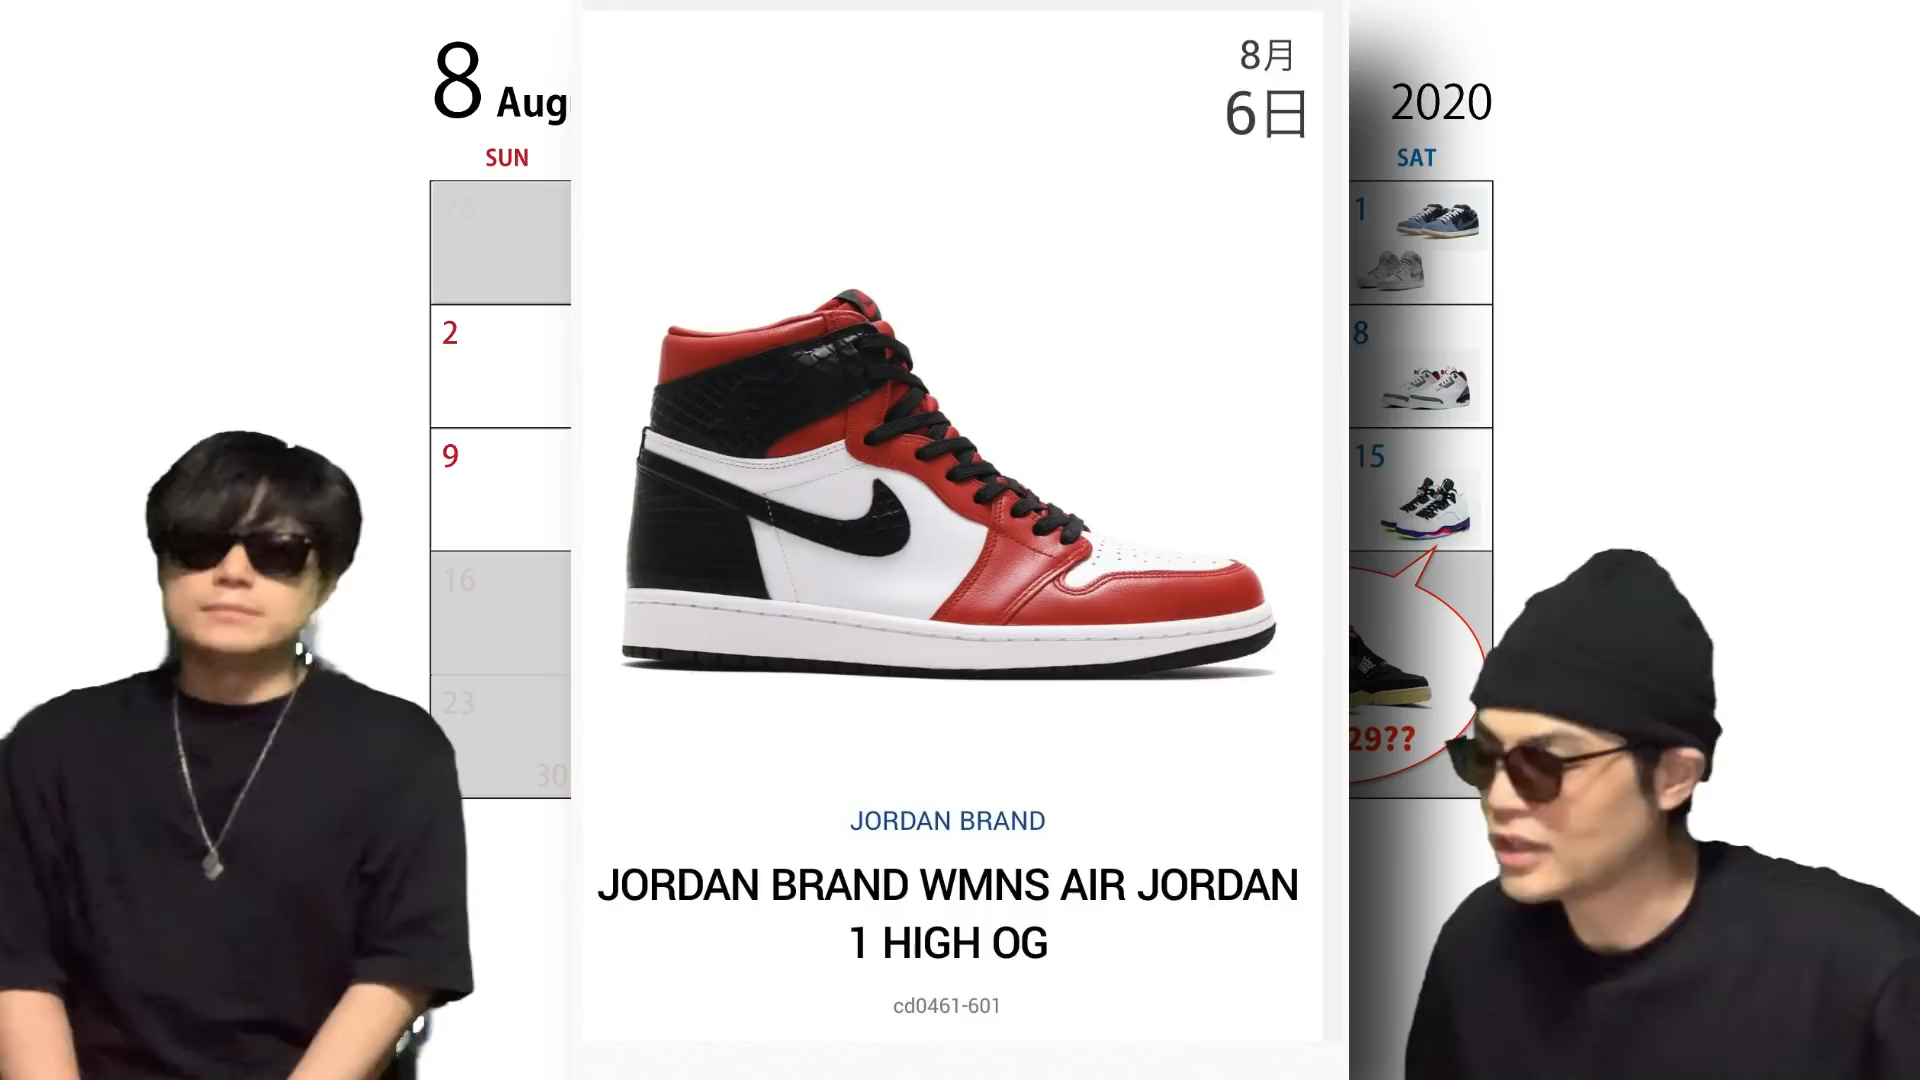 8 Aug
2020
SUN
SAT
28
1
2
8
9
15
16
23
30
29??
8月
6日
JORDAN BRAND
JORDAN BRAND WMNS AIR JORDAN
1 HIGH OG
cd0461-601